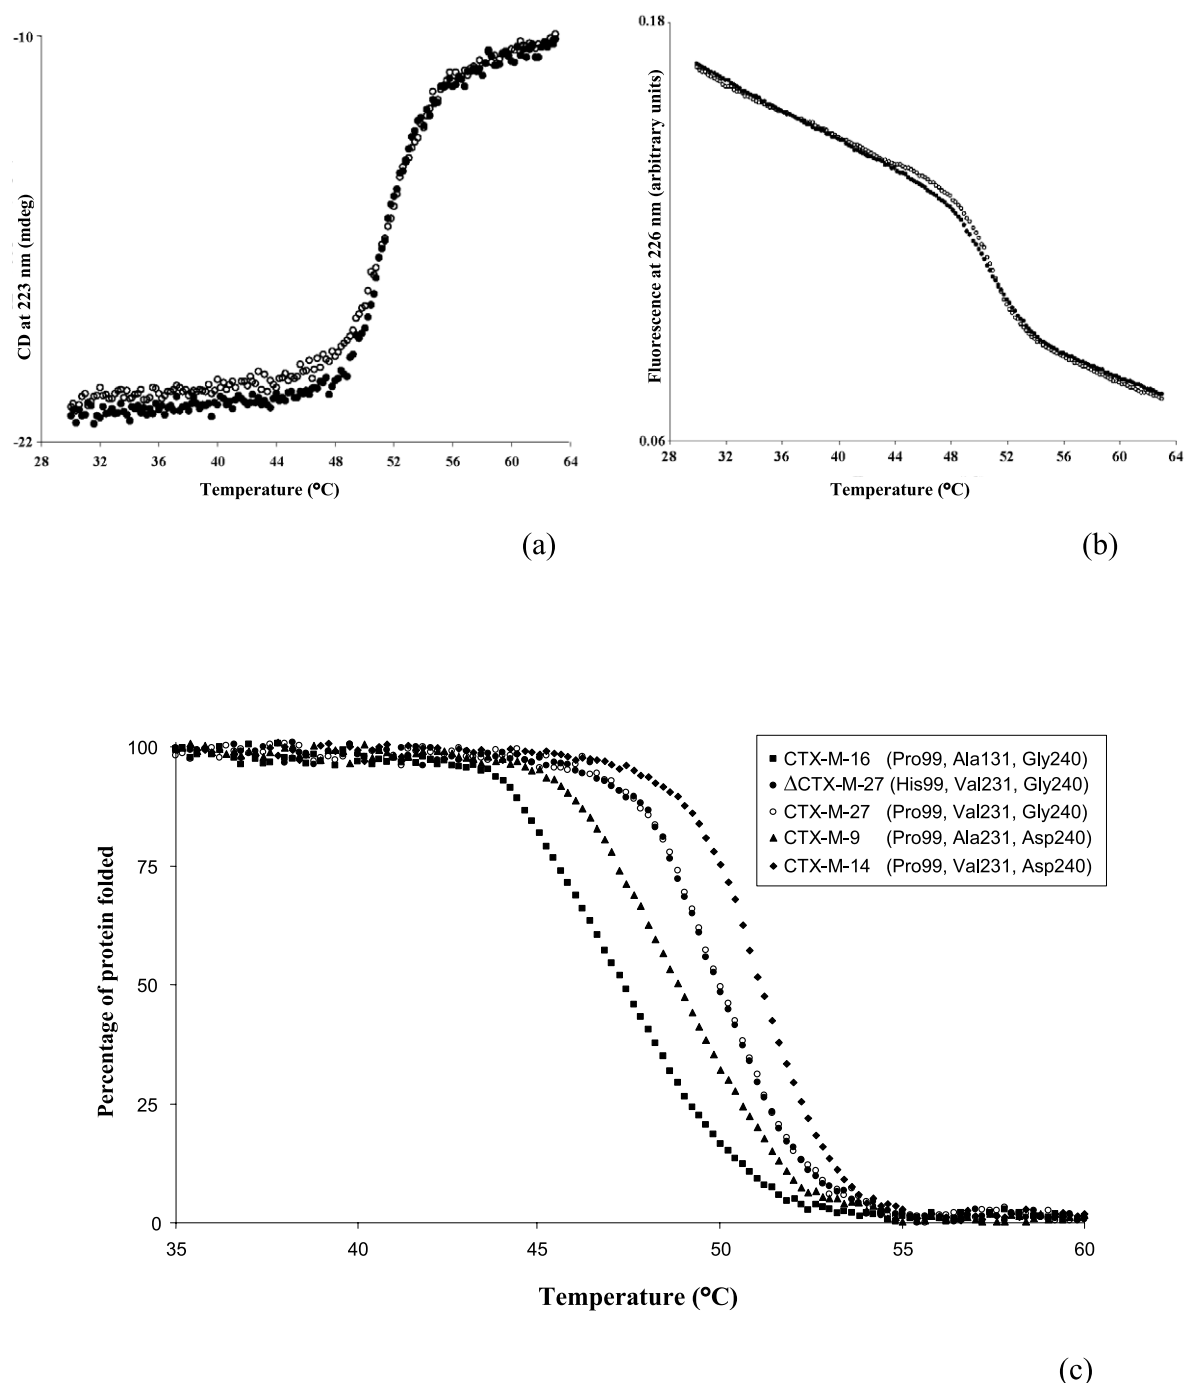 -10
CD at 223 nm (mdeg)
-22
28 32 36 40 44 48 52 56 60 64
Temperature (°C)
(a)
0.18
Fluorescence at 226 nm (arbitrary units)
0.06
28 32 36 40 44 48 52 56 60 64
Temperature (°C)
(b)
100
75
50
25
0
Percentage of protein folded
35 40 45 50 55 60
Temperature (°C)
CTX-M-16 (Pro99, Ala131, Gly240)
ΔCTX-M-27 (His99, Val231, Gly240)
CTX-M-27 (Pro99, Val231, Gly240)
CTX-M-9 (Pro99, Ala231, Asp240)
CTX-M-14 (Pro99, Val231, Asp240)
(c)